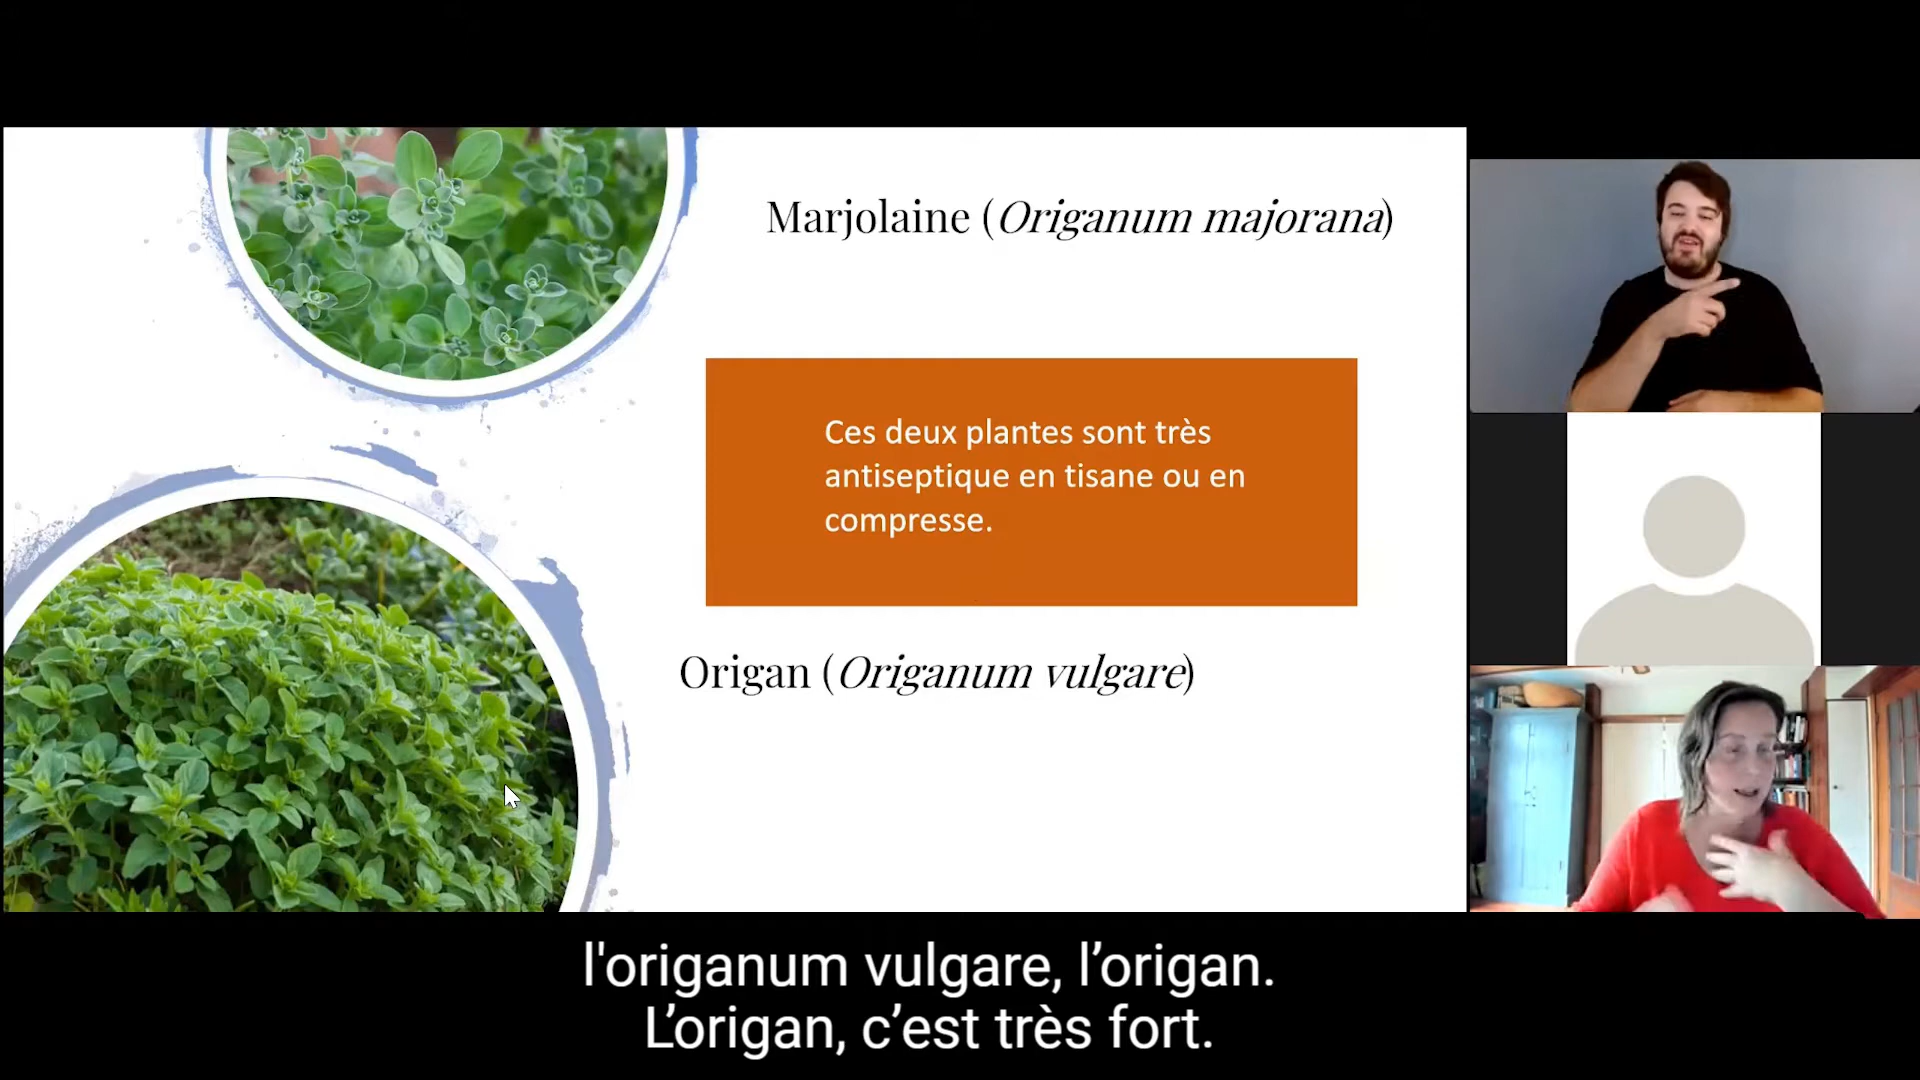 Marjolaine (Origanum majorana)
Ces deux plantes sont très
antiseptique en tisane ou en
compresse.
Origan (Origanum vulgare)
l'origanum vulgare, l’origan.
L’origan, c’est très fort.